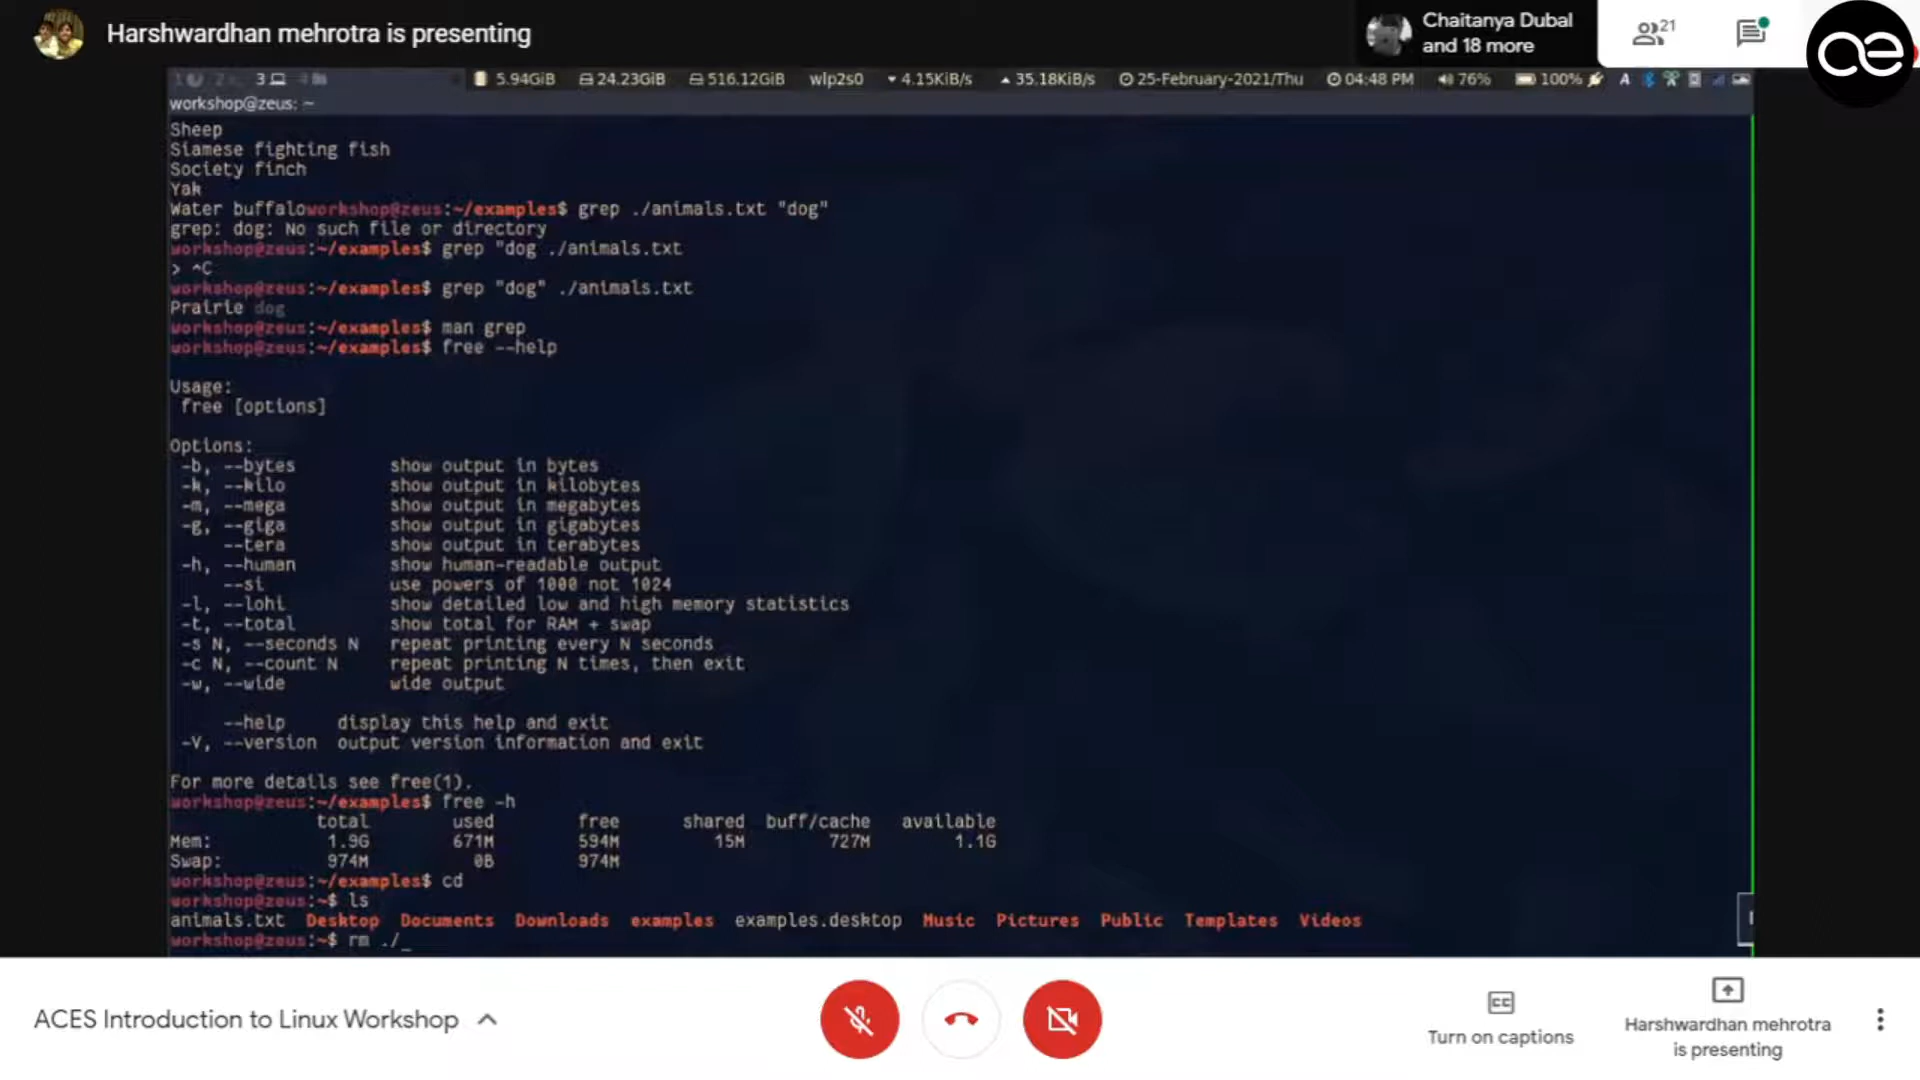 Harshwardhan mehrotra is presenting
Chaitanya Dubal
and 18 more
21
3
5.94GiB 24.23GiB 516.12GiB wlp2s0 4.15KiB/s 35.18KiB/s 25-February-2021/Thu 04:48 PM 76% 100% A
workshop@zeus: ~
Sheep
Siamese fighting fish
Society finch
Yak
Water buffaloworkshop@zeus:~/examples$ grep ./animals.txt "dog"
grep: dog: No such file or directory
workshop@zeus:~/examples$ grep "dog ./animals.txt
> ^C
workshop@zeus:~/examples$ grep "dog" ./animals.txt
Prairie dog
workshop@zeus:~/examples$ man grep
workshop@zeus:~/examples$ free --help
Usage:
free [options]
Options:
-b, --bytes show output in bytes
-k, --kilo show output in kilobytes
-m, --mega show output in megabytes
-g, --giga show output in gigabytes
--tera show output in terabytes
-h, --human show human-readable output
--si use powers of 1000 not 1024
-l, --lohi show detailed low and high memory statistics
-t, --total show total for RAM + swap
-s N, --seconds N repeat printing every N seconds
-c N, --count N repeat printing N times, then exit
-w, --wide wide output
--help display this help and exit
-V, --version output version information and exit
For more details see free(1).
workshop@zeus:~/examples$ free -h
total used free shared buff/cache available
Mem: 1.9G 671M 594M 15M 727M 1.1G
Swap: 974M 0B 974M
workshop@zeus:~/examples$ cd
workshop@zeus:~$ ls
animals.txt Desktop Documents Downloads examples examples.desktop Music Pictures Public Templates Videos
workshop@zeus:~$ rm ./_
ACES Introduction to Linux Workshop
CC
Turn on captions
Harshwardhan mehrotra
is presenting